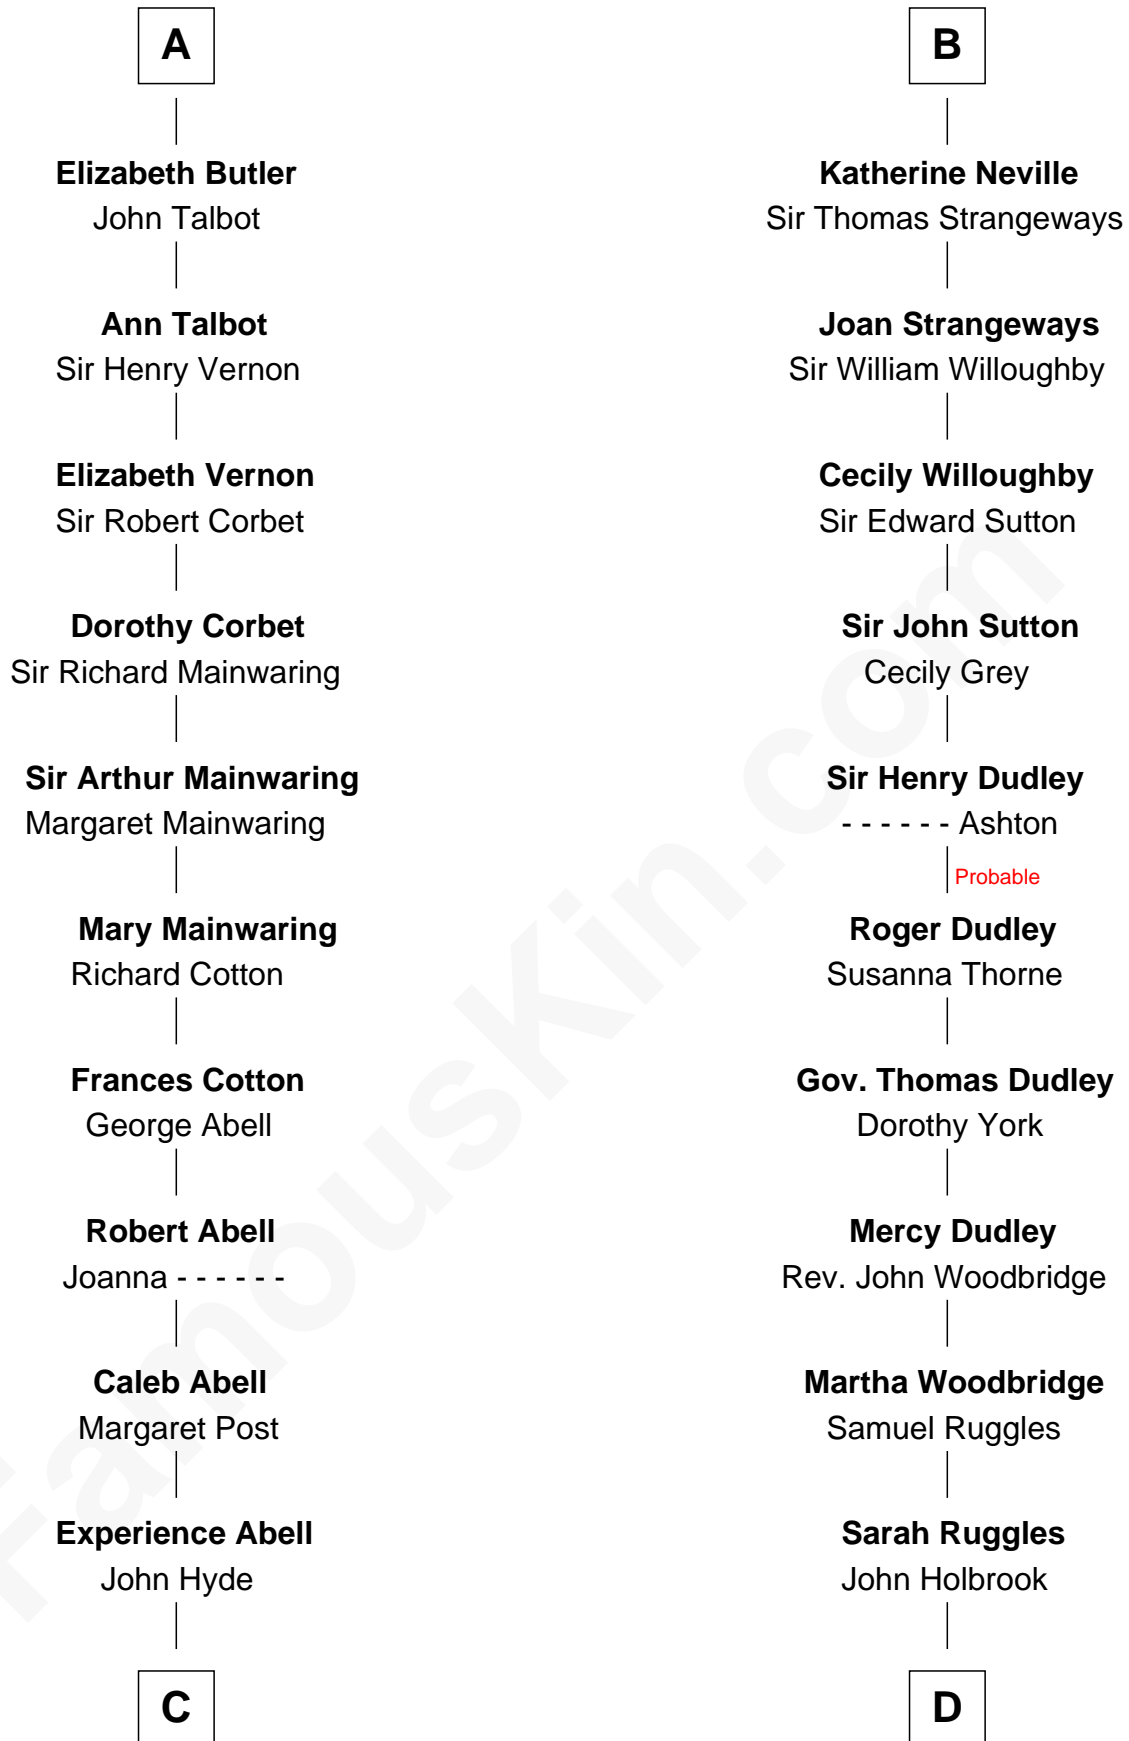 A
Elizabeth Butler
John Talbot
Ann Talbot
Sir Henry Vernon
Elizabeth Vernon
Sir Robert Corbet
Dorothy Corbet
Sir Richard Mainwaring
Sir Arthur Mainwaring
Margaret Mainwaring
Mary Mainwaring
Richard Cotton
Frances Cotton
George Abell
Robert Abell
Joanna - - - - - -
Caleb Abell
Margaret Post
Experience Abell
John Hyde
C
B
Katherine Neville
Sir Thomas Strangeways
Joan Strangeways
Sir William Willoughby
Cecily Willoughby
Sir Edward Sutton
Sir John Sutton
Cecily Grey
Sir Henry Dudley
- - - - - - Ashton
Probable
Roger Dudley
Susanna Thorne
Gov. Thomas Dudley
Dorothy York
Mercy Dudley
Rev. John Woodbridge
Martha Woodbridge
Samuel Ruggles
Sarah Ruggles
John Holbrook
D
FamousKin.com